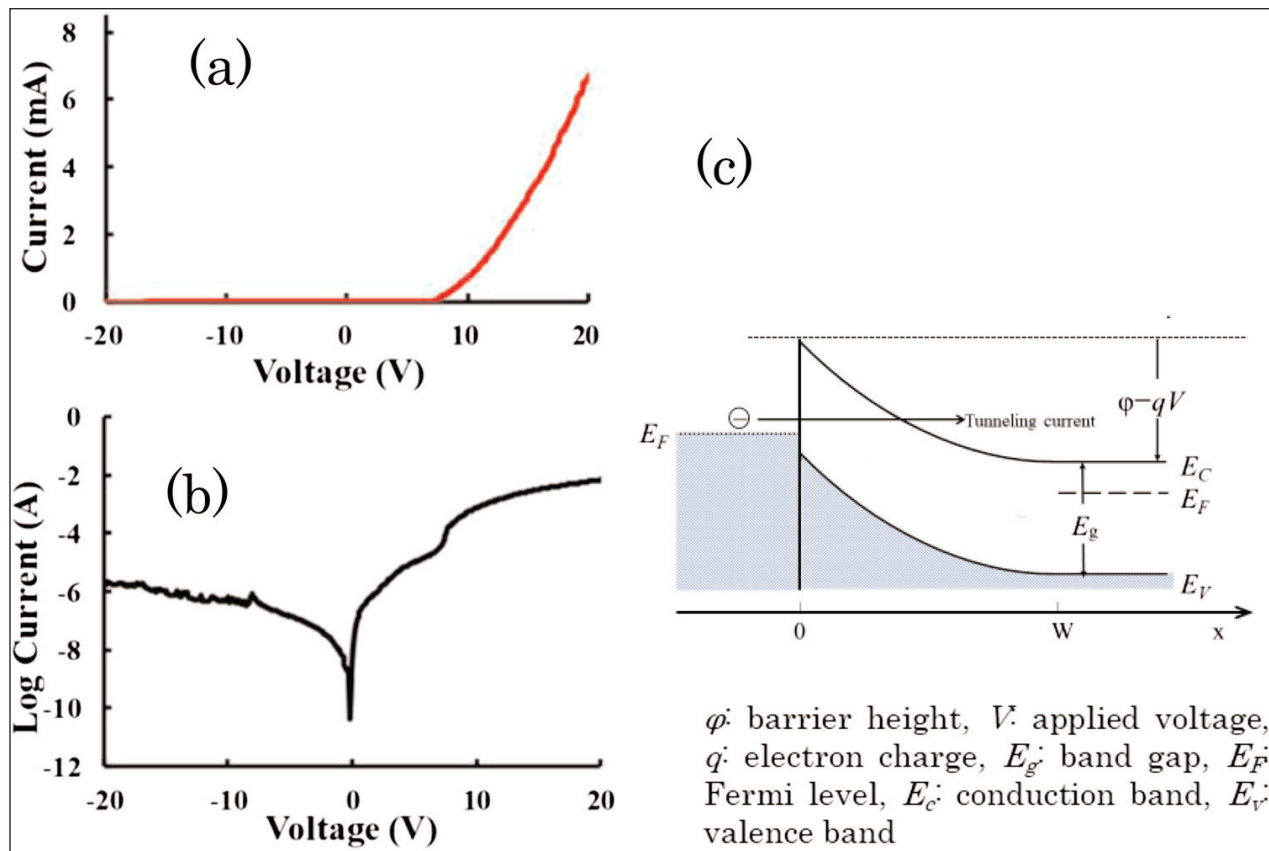 (a)
Current (mA)
8
6
4
2
0
-20
-10
0
10
20
Voltage (V)
(b)
Log Current (A)
0
-2
-4
-6
-8
-10
-12
-20
-10
0
10
20
Voltage (V)
(c)
φ−qV
⊖ Tunneling current
E_F
E_C
E_F
E_g
E_V
0
W
x
φ: barrier height, V: applied voltage,
q: electron charge, E_g: band gap, E_F:
Fermi level, E_c: conduction band, E_v:
valence band